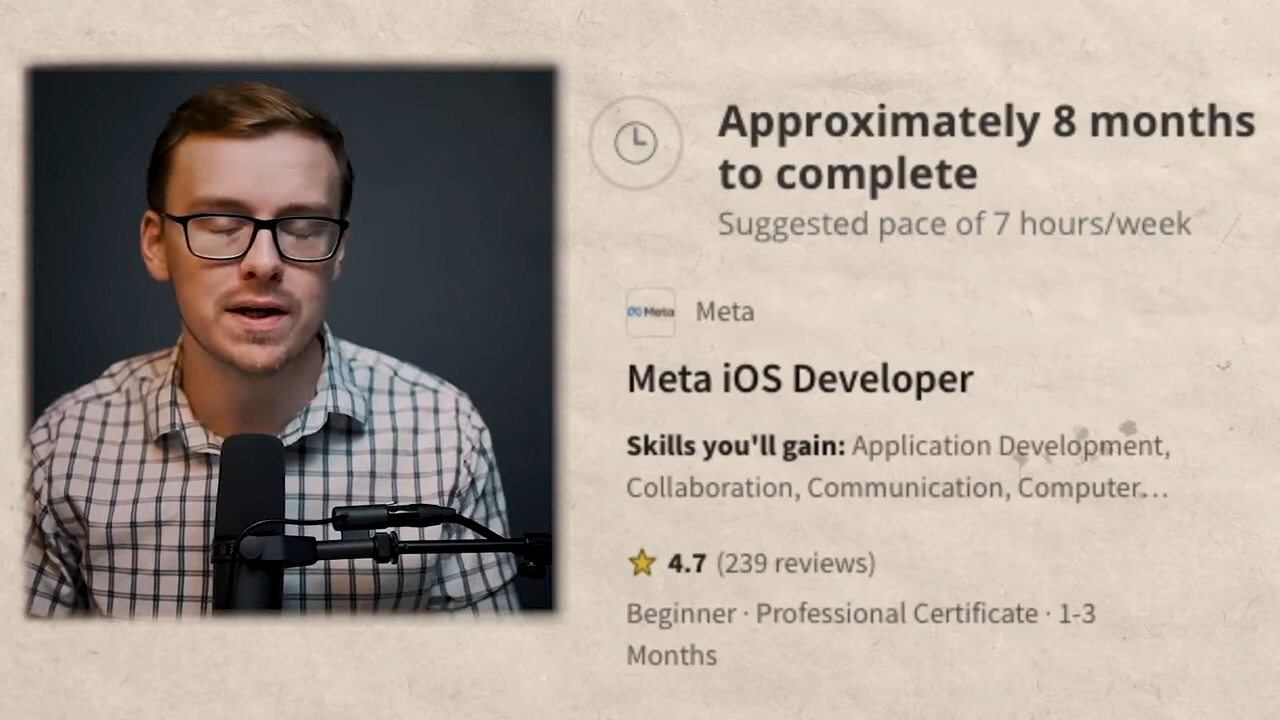 Approximately 8 months
to complete
Suggested pace of 7 hours/week
Meta Meta
Meta iOS Developer
Skills you'll gain: Application Development,
Collaboration, Communication, Computer...
4.7 (239 reviews)
Beginner · Professional Certificate · 1-3
Months